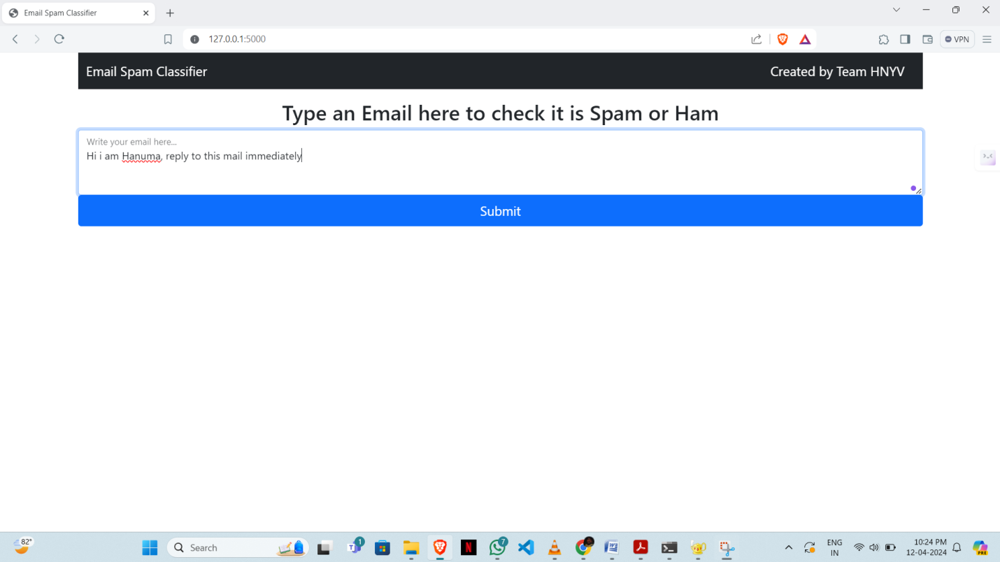 Email Spam Classifier
127.0.0.1:5000
VPN
Email Spam Classifier
Created by Team HNYV
Type an Email here to check it is Spam or Ham
Write your email here...
Hi i am Hanuma, reply to this mail immediately
Submit
82°
Search
1
7
ENG
IN
10:24 PM
12-04-2024
PRE